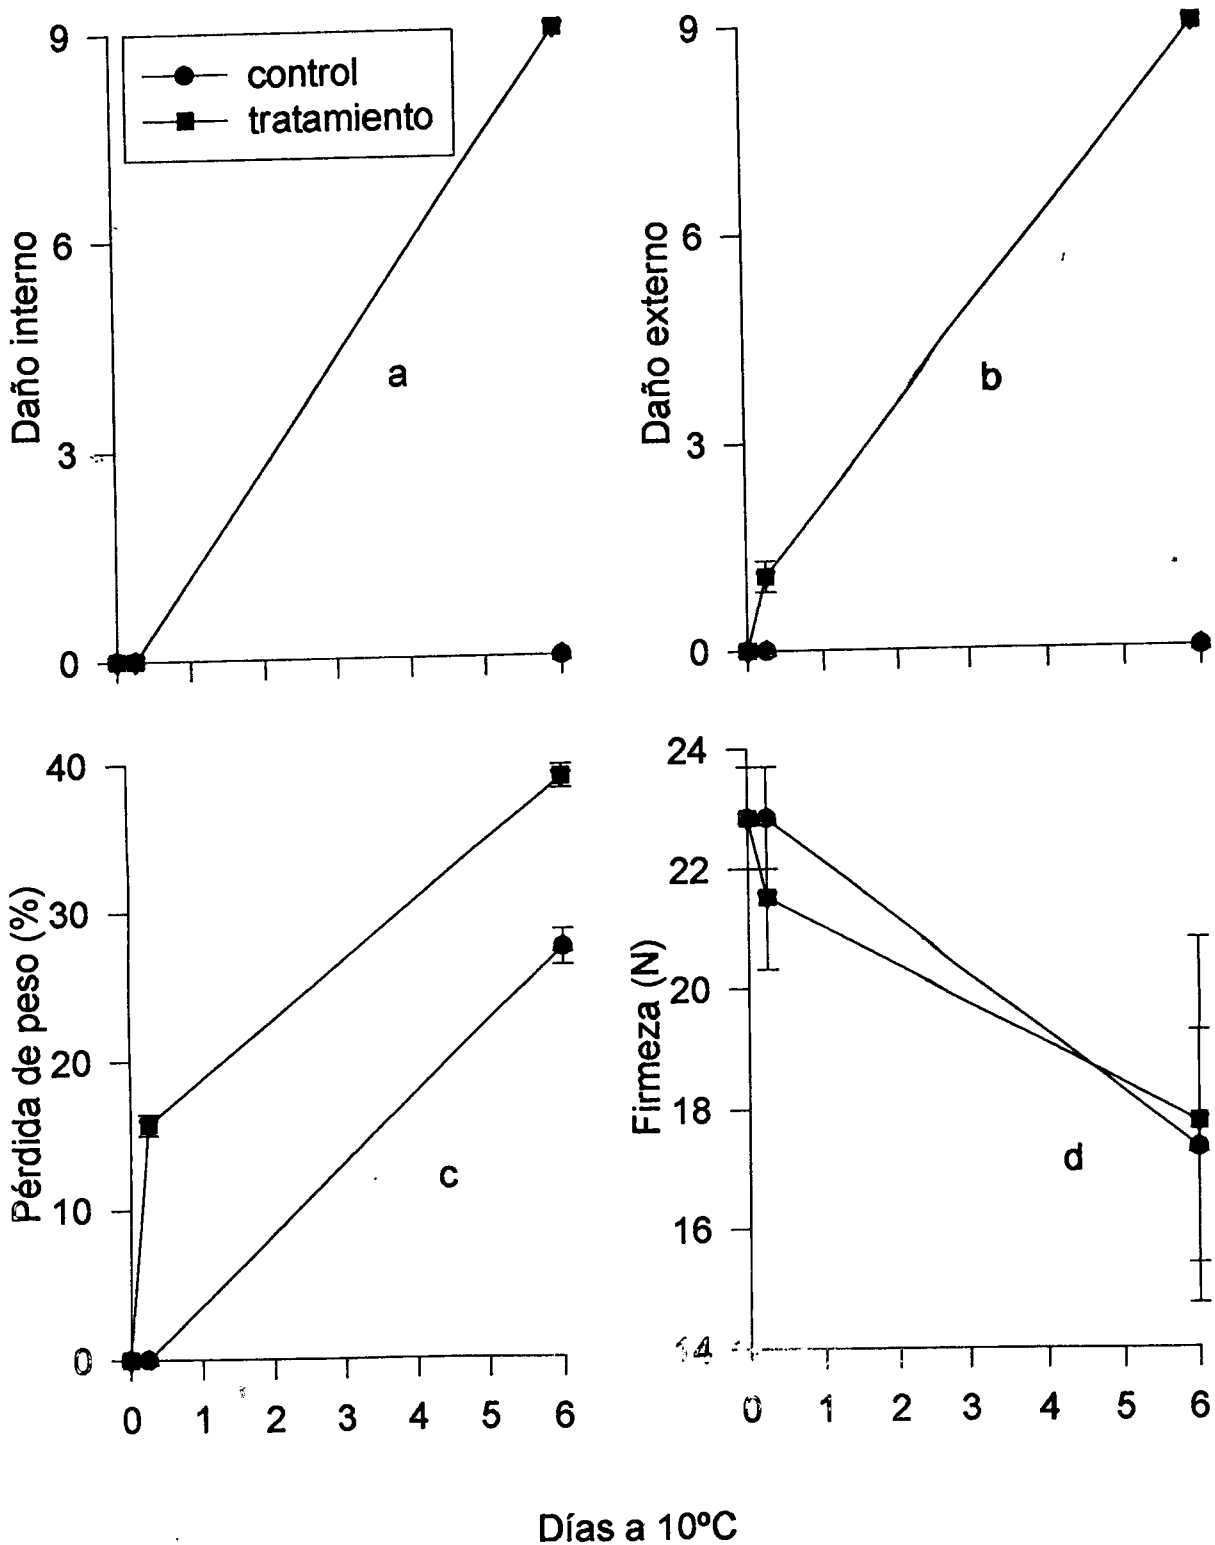 9
control
tratamiento
6
3
0
Daño interno
a
9
6
3
0
Daño externo
b
40
30
20
10
0
Pérdida de peso (%)
c
0 1 2 3 4 5 6
24
22
20
18
16
14
Firmeza (N)
d
0 1 2 3 4 5 6
Días a 10ºC